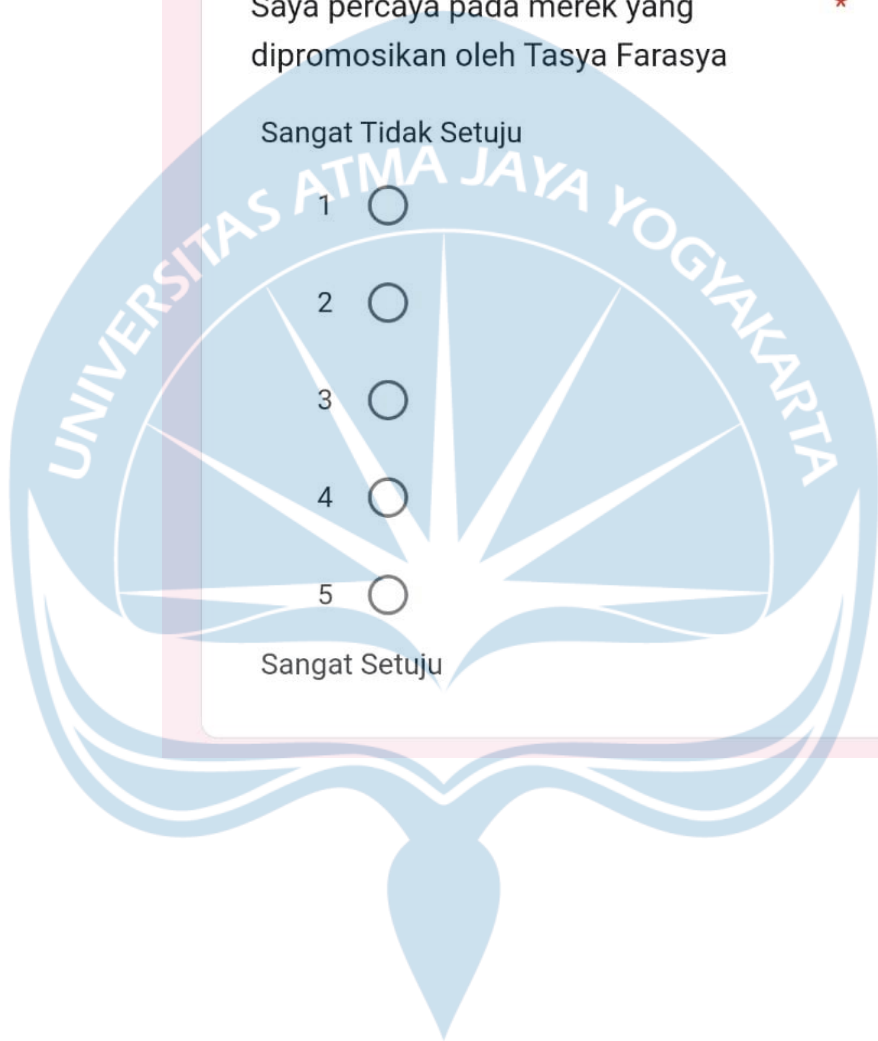 Saya percaya pada merek yang *
dipromosikan oleh Tasya Farasya
Sangat Tidak Setuju
UNIVERSITAS ATMA JAYA YOGYAKARTA
1
2
3
4
5
Sangat Setuju